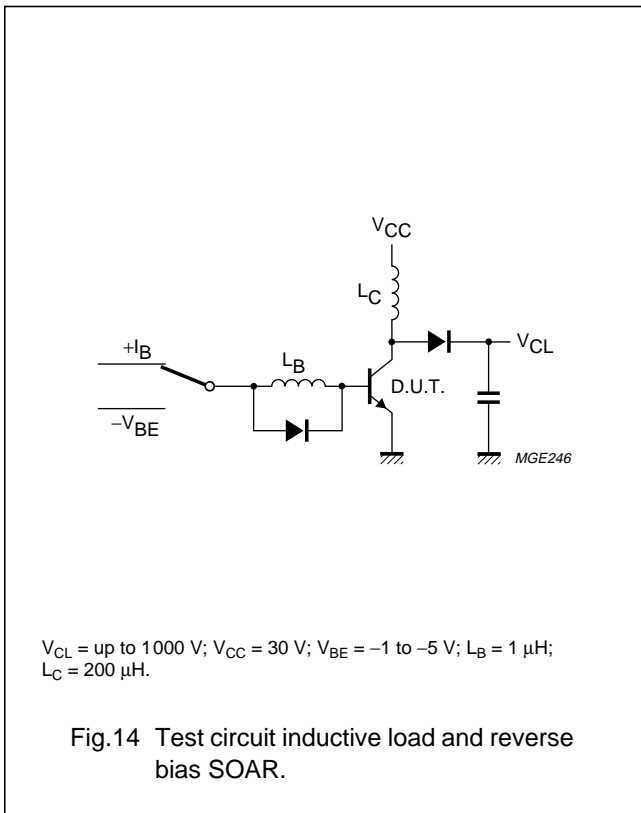 VCC
LC
+IB
LB
VCL
D.U.T.
−VBE
MGE246
VCL = up to 1000 V; VCC = 30 V; VBE = −1 to −5 V; LB = 1 μH;
LC = 200 μH.
Fig.14 Test circuit inductive load and reverse
bias SOAR.